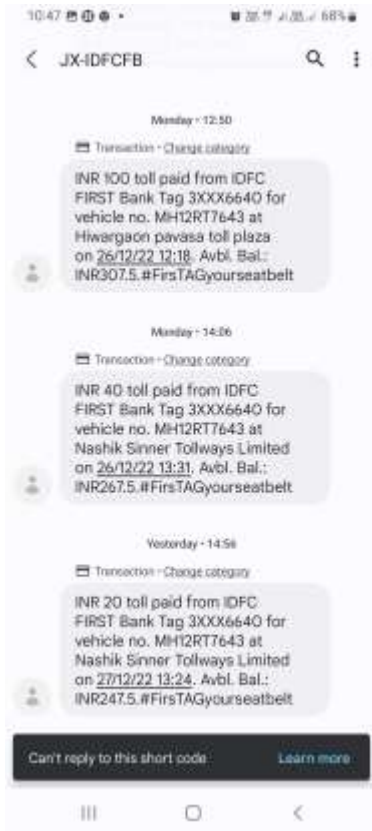 10:47
68%
JX-IDFCFB
Monday • 12:50
Transaction • Change category
INR 100 toll paid from IDFC
FIRST Bank Tag 3XXX6640 for
vehicle no. MH12RT7643 at
Hiwargaon pavasa toll plaza
on 26/12/22 12:18. Avbl. Bal.:
INR307.5.#FirsTAGyourseatbelt
Monday • 14:06
Transaction • Change category
INR 40 toll paid from IDFC
FIRST Bank Tag 3XXX6640 for
vehicle no. MH12RT7643 at
Nashik Sinner Tollways Limited
on 26/12/22 13:31. Avbl. Bal.:
INR267.5.#FirsTAGyourseatbelt
Yesterday • 14:56
Transaction • Change category
INR 20 toll paid from IDFC
FIRST Bank Tag 3XXX6640 for
vehicle no. MH12RT7643 at
Nashik Sinner Tollways Limited
on 27/12/22 13:24. Avbl. Bal.:
INR247.5.#FirsTAGyourseatbelt
Can't reply to this short code
Learn more